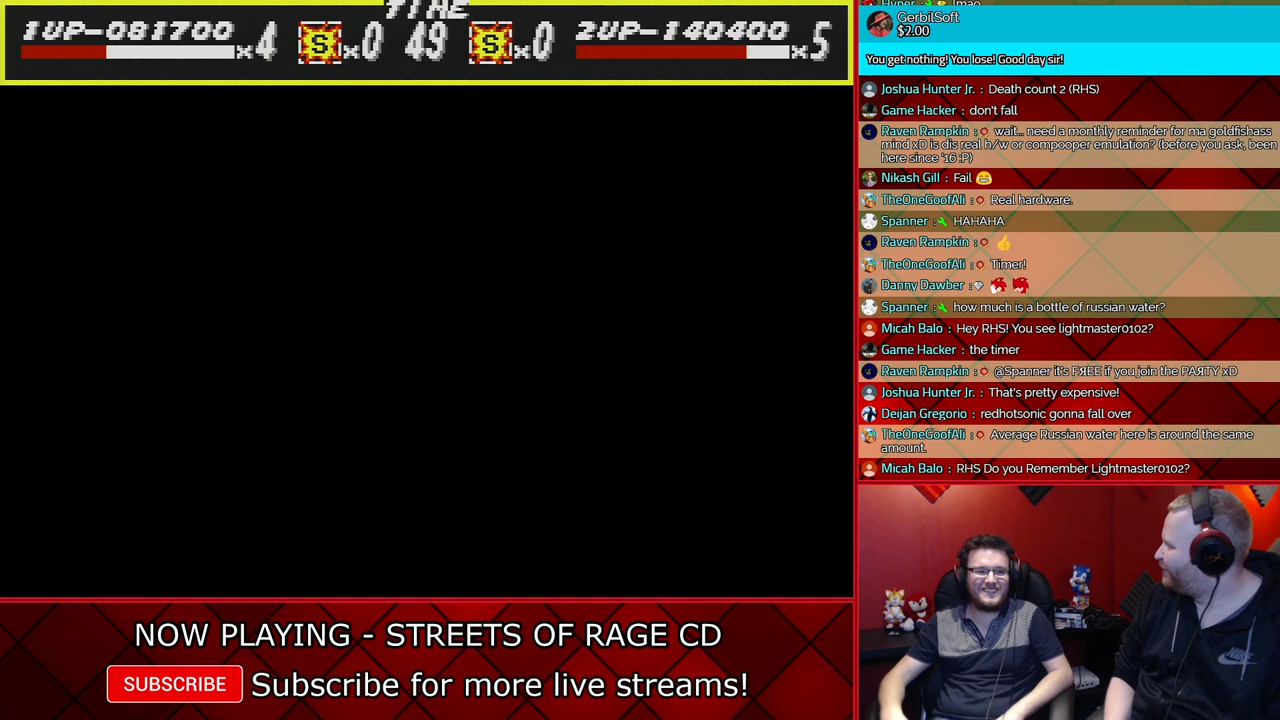 TIME
1UP-081700 ×4 S×0 49 S×0 2UP-140400 ×5
GerbilSoft
$2.00
You get nothing! You lose! Good day sir!
Joshua Hunter Jr. : Death count 2 (RHS)
Game Hacker : don't fall
Raven Rampkin : wait... need a monthly reminder for ma goldfishass
mind xD is dis real h/w or compooper emulation? (before you ask, been
here since '16 :P)
Nikash Gill : Fail 😂
TheOneGoofAli : Real hardware.
Spanner : HAHAHA
Raven Rampkin : 👍
TheOneGoofAli : Timer!
Danny Dawber :
Spanner : how much is a bottle of russian water?
Micah Balo : Hey RHS! You see lightmaster0102?
Game Hacker : the timer
Raven Rampkin : @Spanner it's FЯEE if you join the PAЯTY xD
Joshua Hunter Jr. : That's pretty expensive!
Deijan Gregorio : redhotsonic gonna fall over
TheOneGoofAli : Average Russian water here is around the same
amount.
Micah Balo : RHS Do you Remember Lightmaster0102?
NOW PLAYING - STREETS OF RAGE CD
SUBSCRIBE Subscribe for more live streams!
NIKE